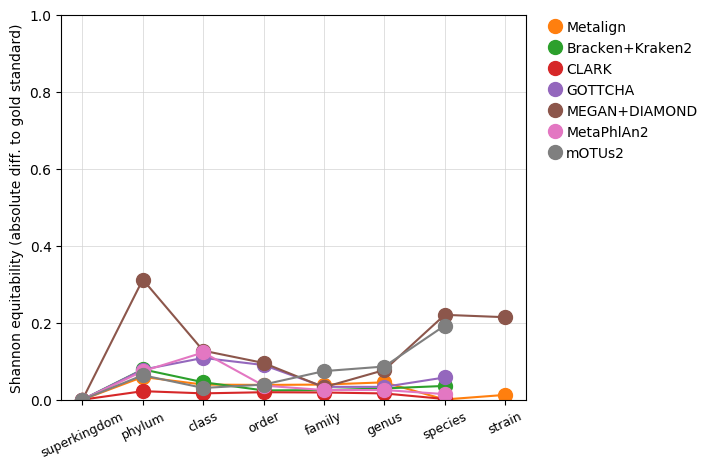 Shannon equitability (absolute diff. to gold standard)
1.0
0.8
0.6
0.4
0.2
0.0
superkingdom
phylum
class
order
family
genus
species
strain
Metalign
Bracken+Kraken2
CLARK
GOTTCHA
MEGAN+DIAMOND
MetaPhlAn2
mOTUs2